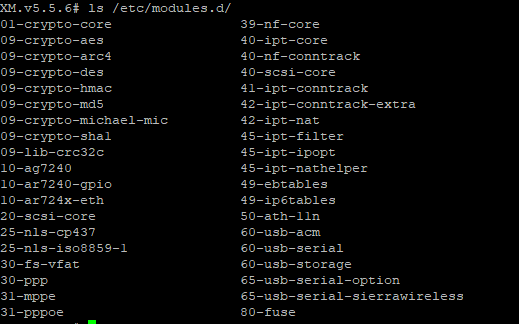 XM.v5.5.6# ls /etc/modules.d/
01-crypto-core 39-nf-core
09-crypto-aes 40-ipt-core
09-crypto-arc4 40-nf-conntrack
09-crypto-des 40-scsi-core
09-crypto-hmac 41-ipt-conntrack
09-crypto-md5 42-ipt-conntrack-extra
09-crypto-michael-mic 42-ipt-nat
09-crypto-sha1 45-ipt-filter
09-lib-crc32c 45-ipt-ipopt
10-ag7240 45-ipt-nathelper
10-ar7240-gpio 49-ebtables
10-ar724x-eth 49-ip6tables
20-scsi-core 50-ath-11n
25-nls-cp437 60-usb-acm
25-nls-iso8859-1 60-usb-serial
30-fs-vfat 60-usb-storage
30-ppp 65-usb-serial-option
31-mppe 65-usb-serial-sierrawireless
31-pppoe 80-fuse